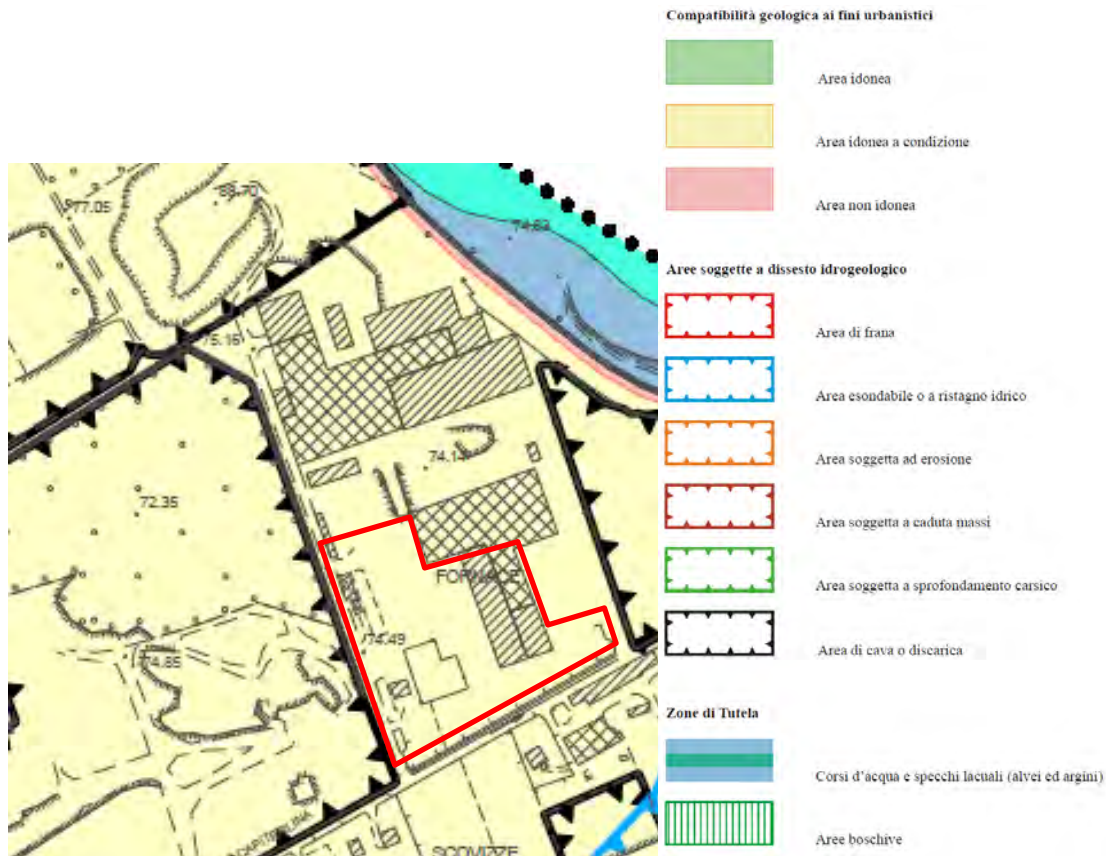 Compatibilità geologica ai fini urbanistici
Area idonea
Area idonea a condizione
Area non idonea
Aree soggette a dissesto idrogeologico
Area di frana
Area esondabile o a ristagno idrico
Area soggetta ad erosione
Area soggetta a caduta massi
Area soggetta a sprofondamento carsico
Area di cava o discarica
Zone di Tutela
Corsi d'acqua e specchi lacuali (alvei ed argini)
Aree boschive
77.05
74.63
75.16
74.14
72.35
FORNACE
74.49
74.85
SCOVIZZE